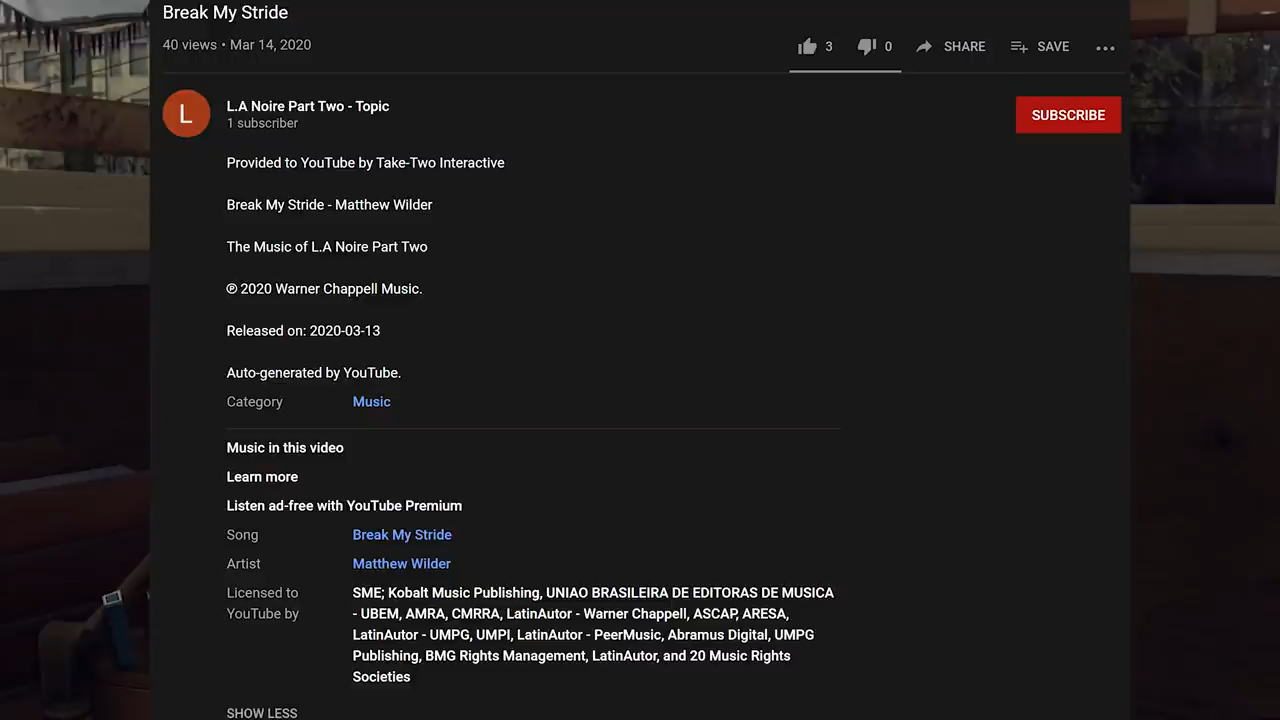 Break My Stride
40 views • Mar 14, 2020
3
0
SHARE
SAVE
L
L.A Noire Part Two - Topic
1 subscriber
SUBSCRIBE
Provided to YouTube by Take-Two Interactive
Break My Stride - Matthew Wilder
The Music of L.A Noire Part Two
℗ 2020 Warner Chappell Music.
Released on: 2020-03-13
Auto-generated by YouTube.
Category Music
Music in this video
Learn more
Listen ad-free with YouTube Premium
Song Break My Stride
Artist Matthew Wilder
Licensed to YouTube by
SME; Kobalt Music Publishing, UNIAO BRASILEIRA DE EDITORAS DE MUSICA
- UBEM, AMRA, CMRRA, LatinAutor - Warner Chappell, ASCAP, ARESA,
LatinAutor - UMPG, UMPI, LatinAutor - PeerMusic, Abramus Digital, UMPG
Publishing, BMG Rights Management, LatinAutor, and 20 Music Rights
Societies
SHOW LESS